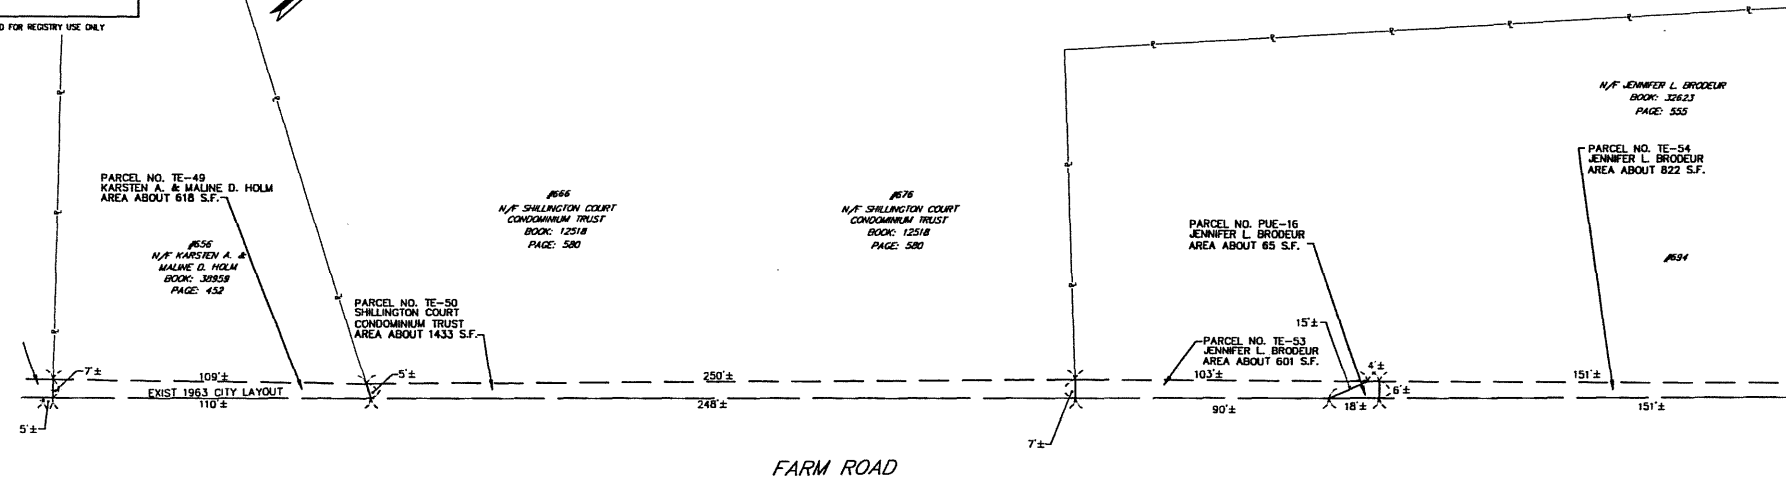 D FOR REGISTRY USE ONLY
PARCEL NO. TE-49
KARSTEN A. & MALINE D. HOLM
AREA ABOUT 618 S.F.
#656
N/F KARSTEN A. &
MALINE D. HOLM
BOOK: 38959
PAGE: 452
#666
N/F SHILLINGTON COURT
CONDOMINIUM TRUST
BOOK: 12518
PAGE: 580
PARCEL NO. TE-50
SHILLINGTON COURT
CONDOMINIUM TRUST
AREA ABOUT 1433 S.F.
#676
N/F SHILLINGTON COURT
CONDOMINIUM TRUST
BOOK: 12518
PAGE: 580
N/F JENNIFER L. BRODEUR
BOOK: 32623
PAGE: 555
PARCEL NO. TE-54
JENNIFER L. BRODEUR
AREA ABOUT 822 S.F.
PARCEL NO. PUE-16
JENNIFER L. BRODEUR
AREA ABOUT 65 S.F.
#694
PARCEL NO. TE-53
JENNIFER L. BRODEUR
AREA ABOUT 601 S.F.
15'±
7'±
109'±
5'±
250'±
103'±
4'±
151'±
EXIST 1963 CITY LAYOUT
6'±
110'±
248'±
90'±
18'±
151'±
5'±
7'±
FARM ROAD